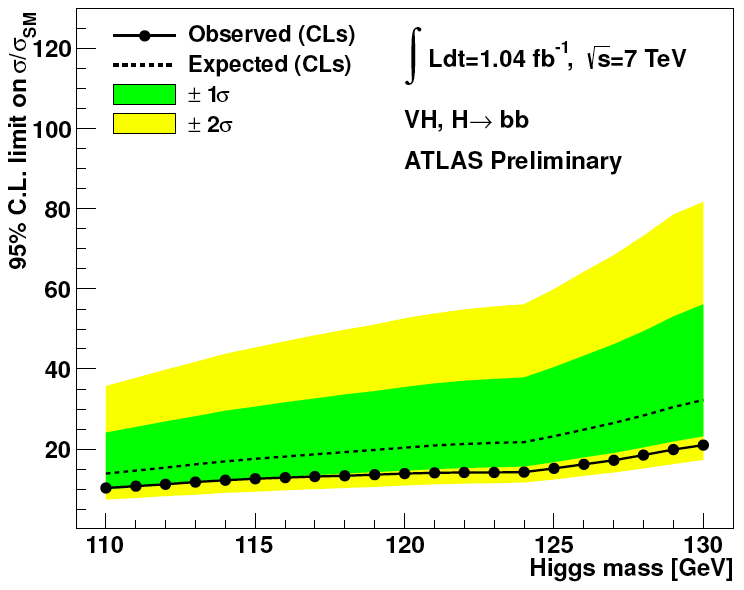 95% C.L. limit on σ/σSM
120
100
80
60
40
20
Observed (CLs)
Expected (CLs)
± 1σ
± 2σ
∫ Ldt=1.04 fb-1, √s=7 TeV
VH, H→ bb
ATLAS Preliminary
110 115 120 125 130
Higgs mass [GeV]